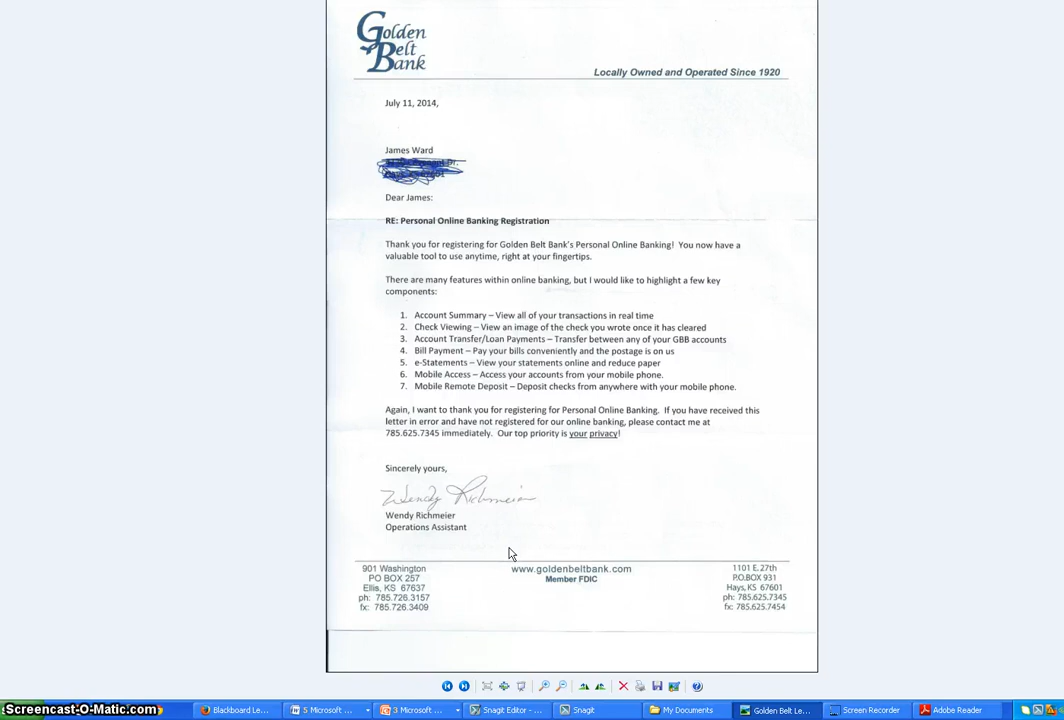 Golden
Belt
Bank
Locally Owned and Operated Since 1920
July 11, 2014,
James Ward
Dear James:
RE: Personal Online Banking Registration
Thank you for registering for Golden Belt Bank's Personal Online Banking! You now have a
valuable tool to use anytime, right at your fingertips.
There are many features within online banking, but I would like to highlight a few key
components:
1. Account Summary – View all of your transactions in real time
2. Check Viewing – View an image of the check you wrote once it has cleared
3. Account Transfer/Loan Payments – Transfer between any of your GBB accounts
4. Bill Payment – Pay your bills conveniently and the postage is on us
5. e-Statements – View your statements online and reduce paper
6. Mobile Access – Access your accounts from your mobile phone.
7. Mobile Remote Deposit – Deposit checks from anywhere with your mobile phone.
Again, I want to thank you for registering for Personal Online Banking. If you have received this
letter in error and have not registered for our online banking, please contact me at
785.625.7345 immediately. Our top priority is your privacy!
Sincerely yours,
Wendy Richmeier
Wendy Richmeier
Operations Assistant
901 Washington
PO BOX 257
Ellis, KS 67637
ph: 785.726.3157
fx: 785.726.3409
www.goldenbeltbank.com
Member FDIC
1101 E. 27th
P.O.BOX 931
Hays, KS 67601
ph: 785.625.7345
fx: 785.625.7454
Screencast-O-Matic.com
Blackboard Le...
5 Microsoft ...
3 Microsoft ...
Snagit Editor - ...
Snagit
My Documents
Golden Belt Le...
Screen Recorder
Adobe Reader